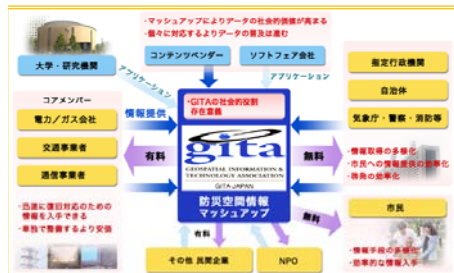 ・マッシュアップによりデータの社会的価値が高まる
・個々に対応するよりデータの普及は進む
大学・研究機関
コンテンツベンダー
ソフトフェア会社
アプリケーション
アプリケーション
指定行政機関
自治体
気象庁・警察・消防等
コアメンバー
電力／ガス会社
交通事業者
通信事業者
情報提供
有料
・GITAの社会的役割
存在意義
gita
GEOSPATIAL INFORMATION &
TECHNOLOGY ASSOCIATION
GITA-JAPAN
防災空間情報
マッシュアップ
無料
・情報取得の多様化
・市民への情報提供の効率化
・啓発の効率化
・迅速に復旧対応のための
情報を入手できる
・単独で整備するより安価
有料
無料
市民
・情報手段の多様化
・効率的な情報入手
その他 民間企業
NPO